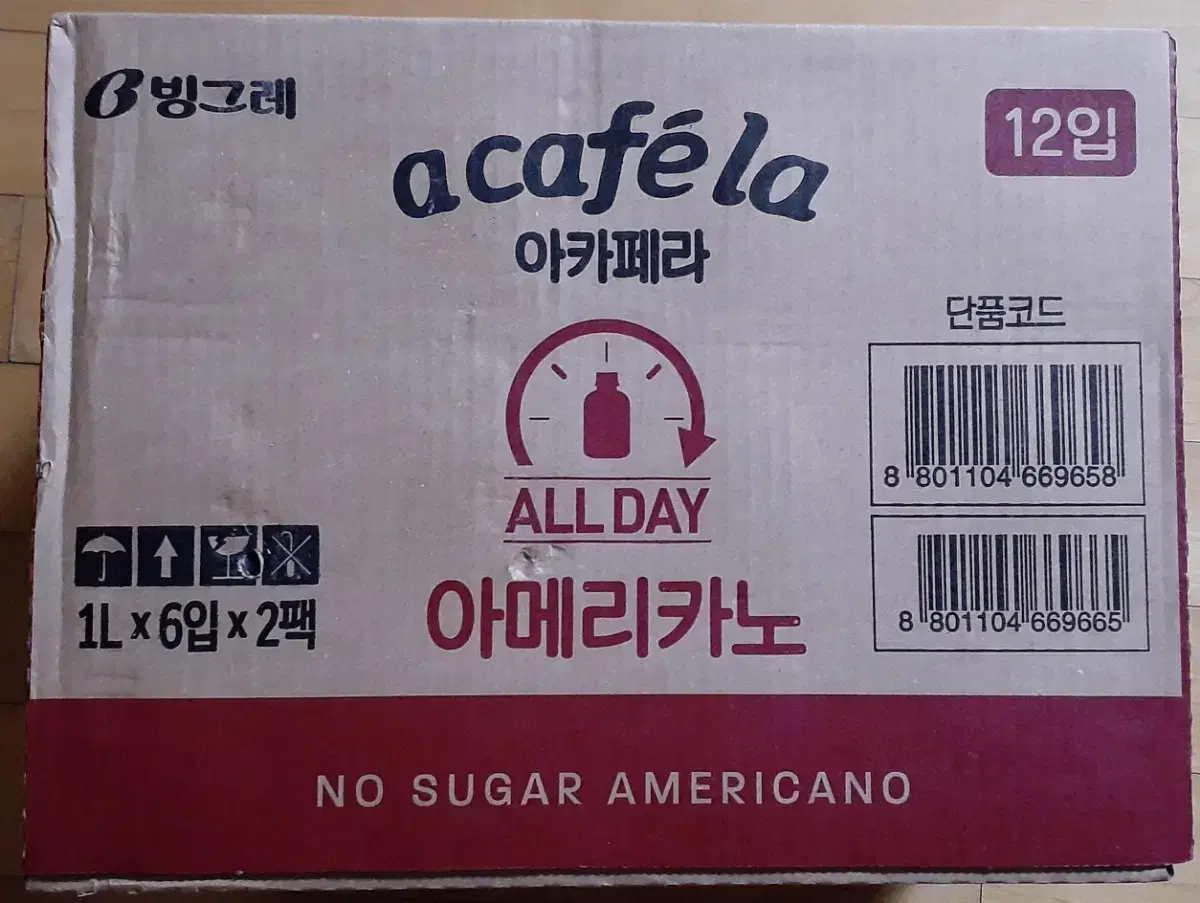 빙그레
12입
acaféla
아카페라
단품코드
8 801104 669658
ALL DAY
8 801104 669665
1L x 6입 x 2팩
아메리카노
NO SUGAR AMERICANO